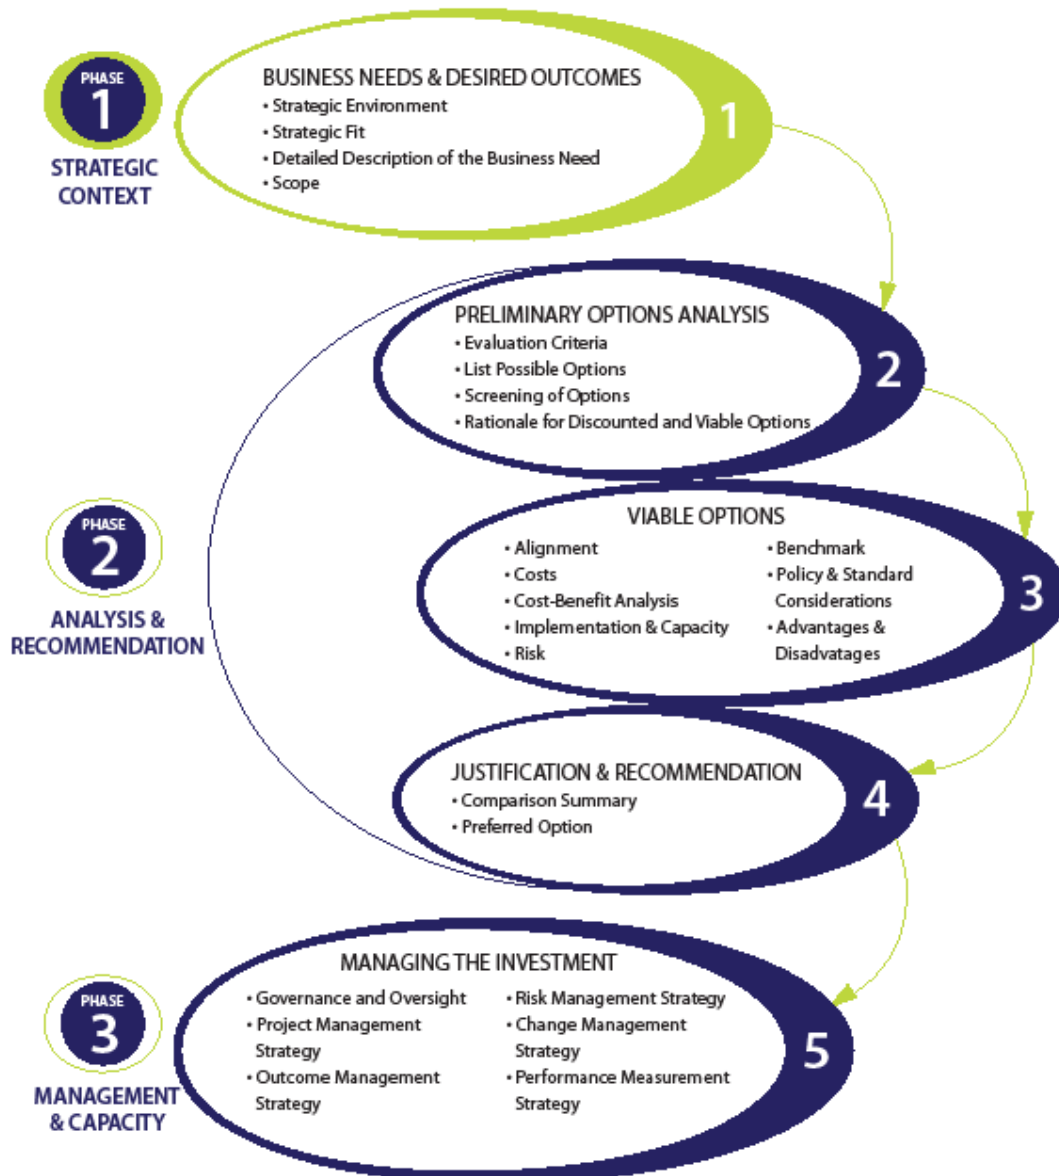 PHASE
1
STRATEGIC
CONTEXT
BUSINESS NEEDS & DESIRED OUTCOMES
• Strategic Environment
• Strategic Fit
• Detailed Description of the Business Need
• Scope
1
PRELIMINARY OPTIONS ANALYSIS
• Evaluation Criteria
• List Possible Options
• Screening of Options
• Rationale for Discounted and Viable Options
2
PHASE
2
ANALYSIS &
RECOMMENDATION
VIABLE OPTIONS
• Alignment
• Costs
• Cost-Benefit Analysis
• Implementation & Capacity
• Risk
• Benchmark
• Policy & Standard
Considerations
• Advantages &
Disadvatages
3
JUSTIFICATION & RECOMMENDATION
• Comparison Summary
• Preferred Option
4
PHASE
3
MANAGEMENT
& CAPACITY
MANAGING THE INVESTMENT
• Governance and Oversight
• Project Management
Strategy
• Outcome Management
Strategy
• Risk Management Strategy
• Change Management
Strategy
• Performance Measurement
Strategy
5